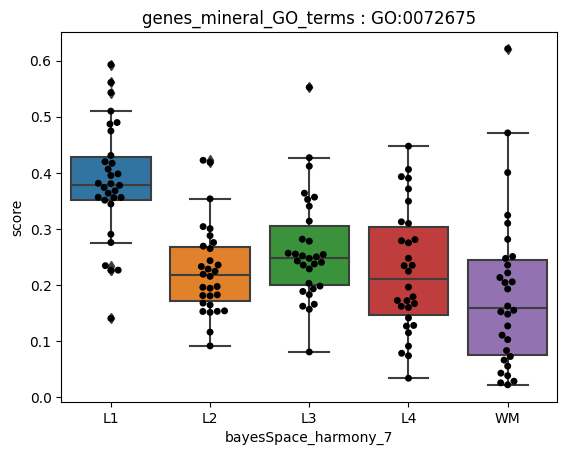 genes_mineral_GO_terms : GO:0072675
score
0.6
0.5
0.4
0.3
0.2
0.1
0.0
L1 L2 L3 L4 WM
bayesSpace_harmony_7